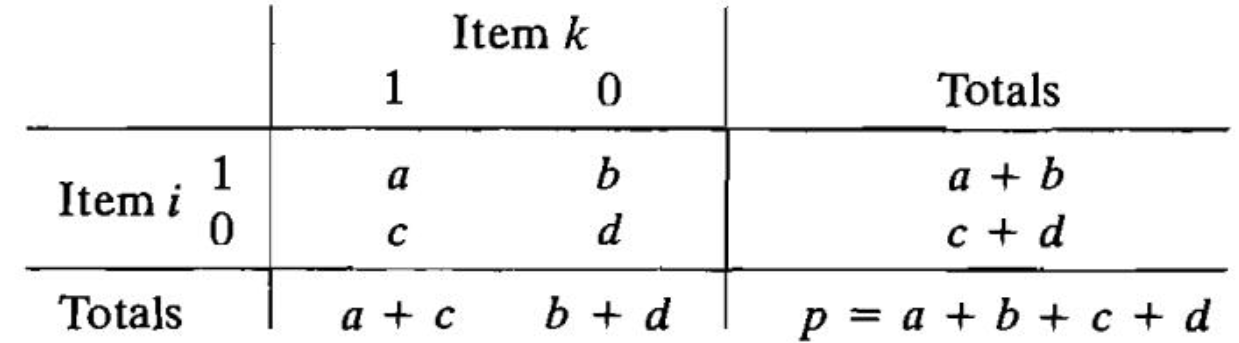 Item k
1 0 Totals
1 a b a + b
Item i
0 c d c + d
Totals a + c b + d p = a + b + c + d